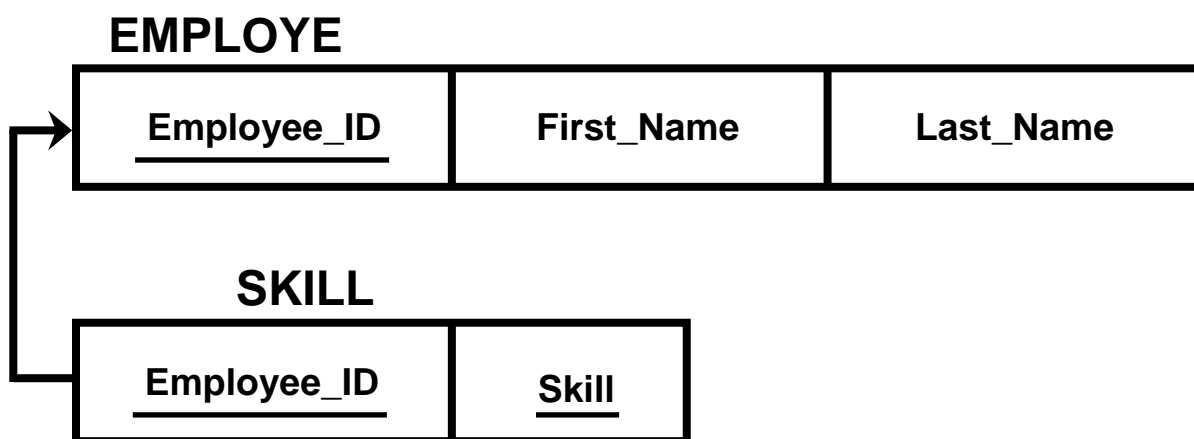 EMPLOYE
Employee_ID First_Name Last_Name
SKILL
Employee_ID Skill